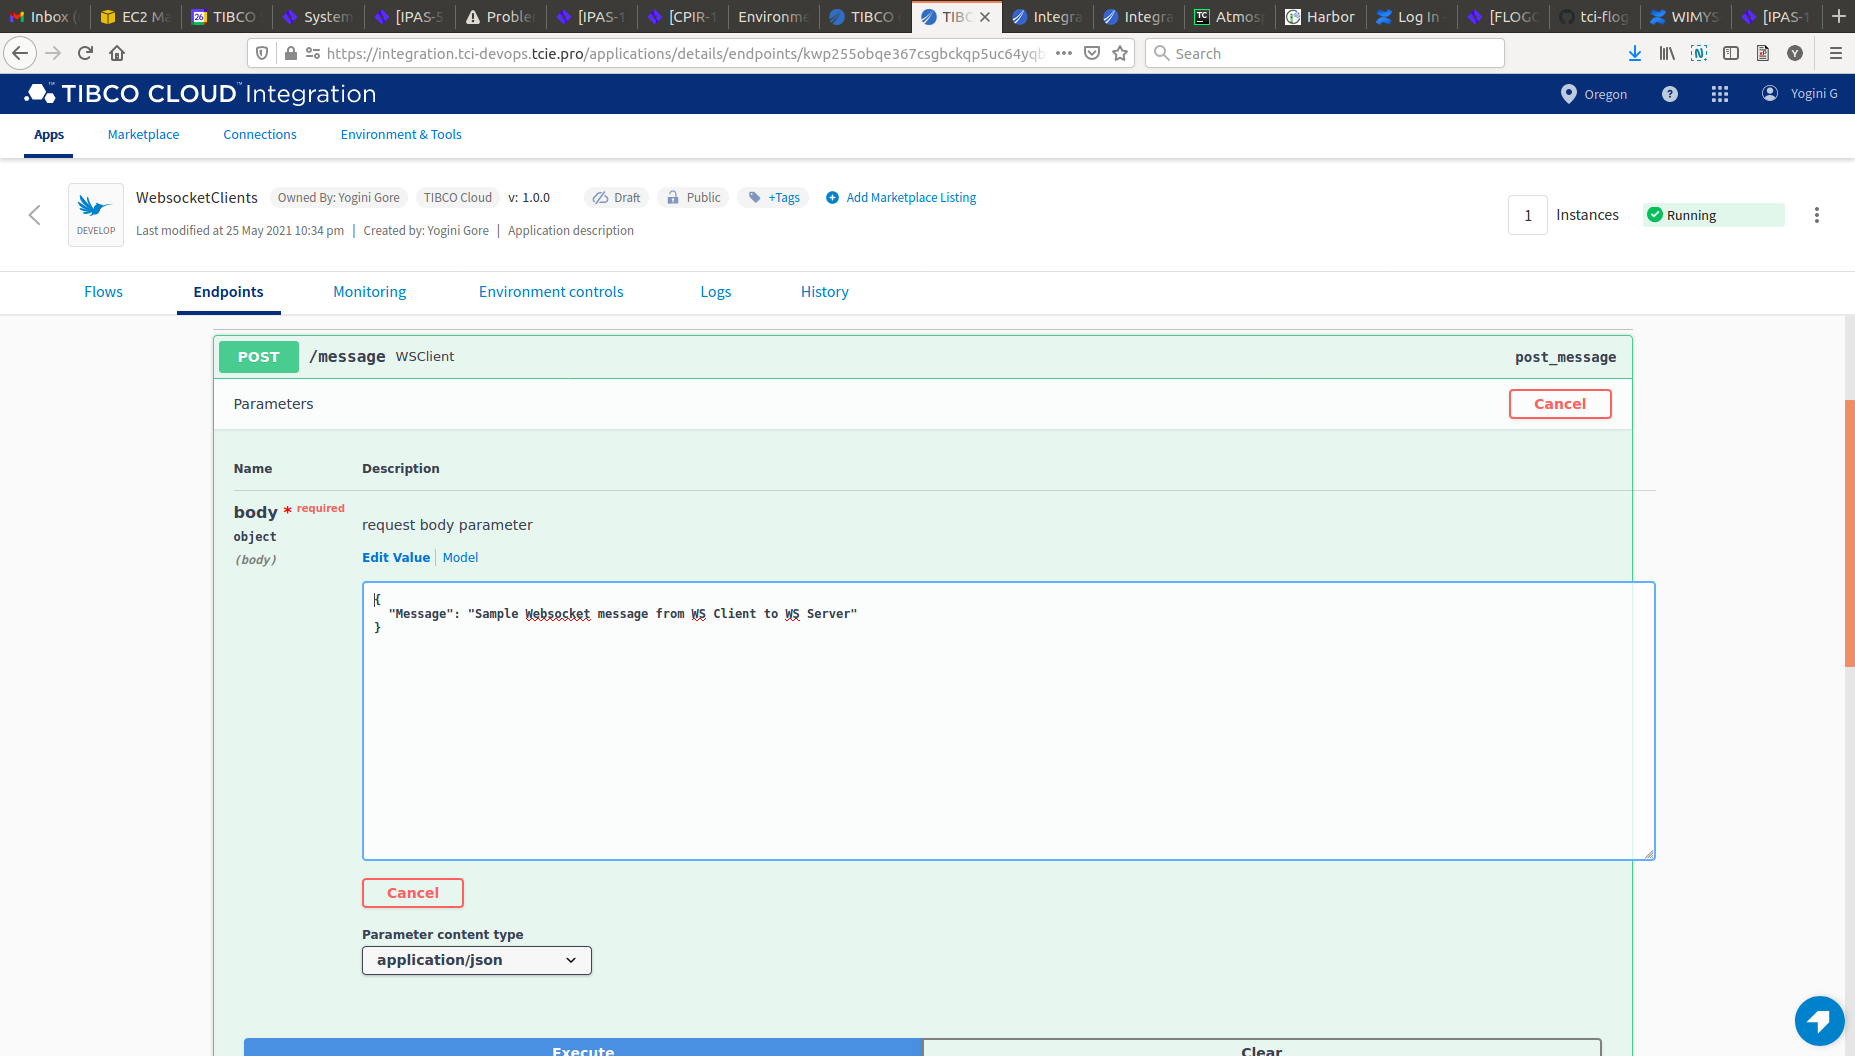 Inbox (
EC2 Ma
TIBCO
System
[IPAS-5
Proble
[IPAS-1
[CPIR-1
Environme
TIBCO
TIBC
Integra
Integra
Atmos
Harbor
Log In
[FLOGO
tci-flog
WIMYS
[IPAS-1
https://integration.tci-devops.tcie.pro/applications/details/endpoints/kwp255obqe367csgbckqp5uc64yqb
Search
TIBCO CLOUD™ Integration
Oregon
Yogini G
Apps
Marketplace
Connections
Environment & Tools
DEVELOP
WebsocketClients
Owned By: Yogini Gore
TIBCO Cloud
v: 1.0.0
Draft
Public
+Tags
Add Marketplace Listing
Last modified at 25 May 2021 10:34 pm | Created by: Yogini Gore | Application description
1
Instances
Running
Flows
Endpoints
Monitoring
Environment controls
Logs
History
POST /message WSClient
post_message
Parameters
Cancel
Name
Description
body * required
object
(body)
request body parameter
Edit Value | Model
{
"Message": "Sample Websocket message from WS Client to WS Server"
}
Cancel
Parameter content type
application/json
Execute
Clear